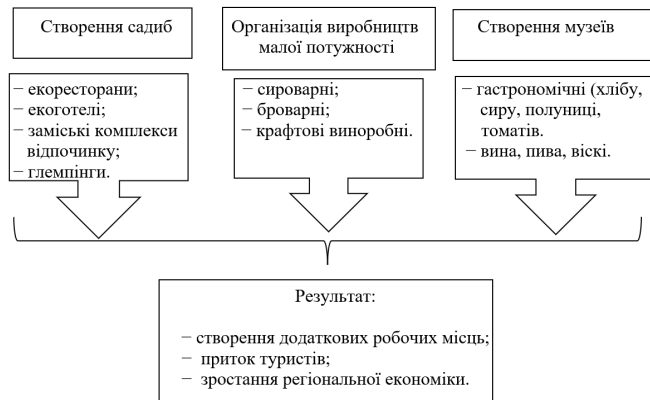 Створення садиб
− екоресторани;
− екоготелі;
− заміські комплекси
відпочинку;
− глемпінги.
Організація виробництв
малої потужності
− сироварні;
− броварні;
− крафтові виноробні.
Створення музеїв
− гастрономічні (хлібу,
сиру, полуниці,
томатів.
− вина, пива, віскі.
Результат:
− створення додаткових робочих місць;
− приток туристів;
− зростання регіональної економіки.